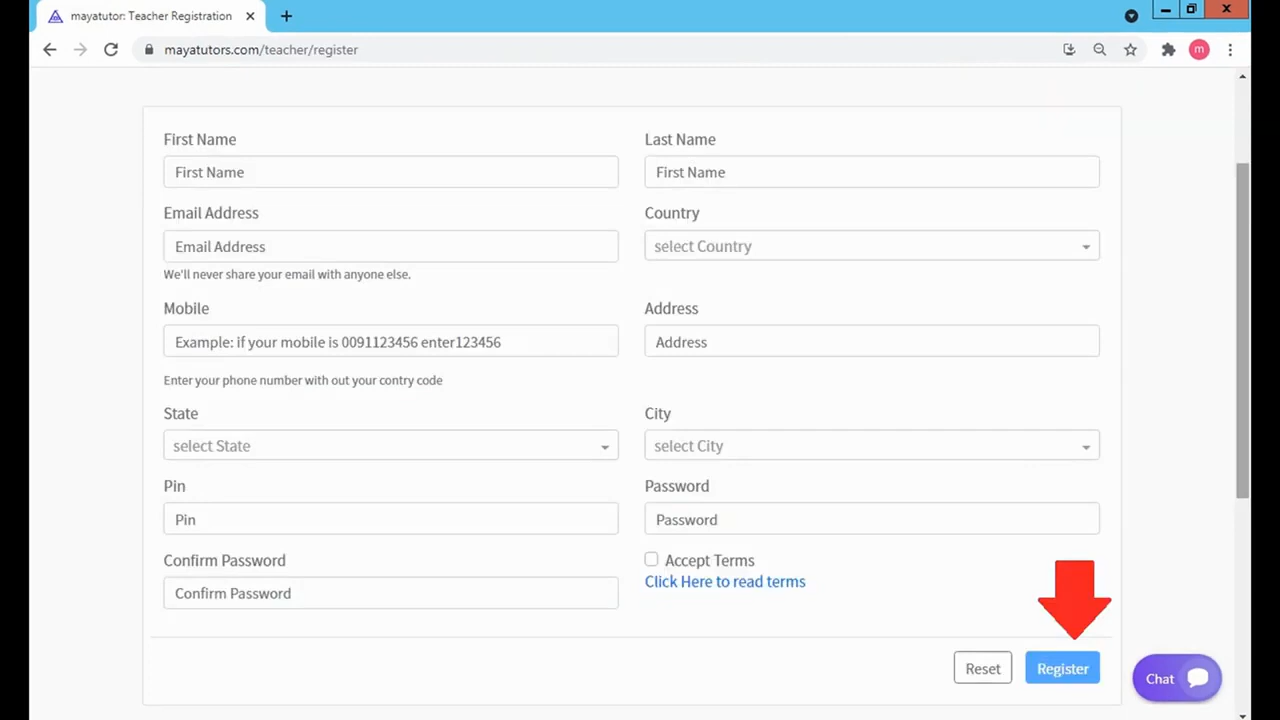 mayatutor: Teacher Registration
mayatutors.com/teacher/register
m
First Name
Last Name
First Name
First Name
Email Address
Country
Email Address
select Country
We'll never share your email with anyone else.
Mobile
Address
Example: if your mobile is 0091123456 enter123456
Address
Enter your phone number with out your contry code
State
City
select State
select City
Pin
Password
Pin
Password
Confirm Password
Accept Terms
Click Here to read terms
Confirm Password
Reset
Register
Chat